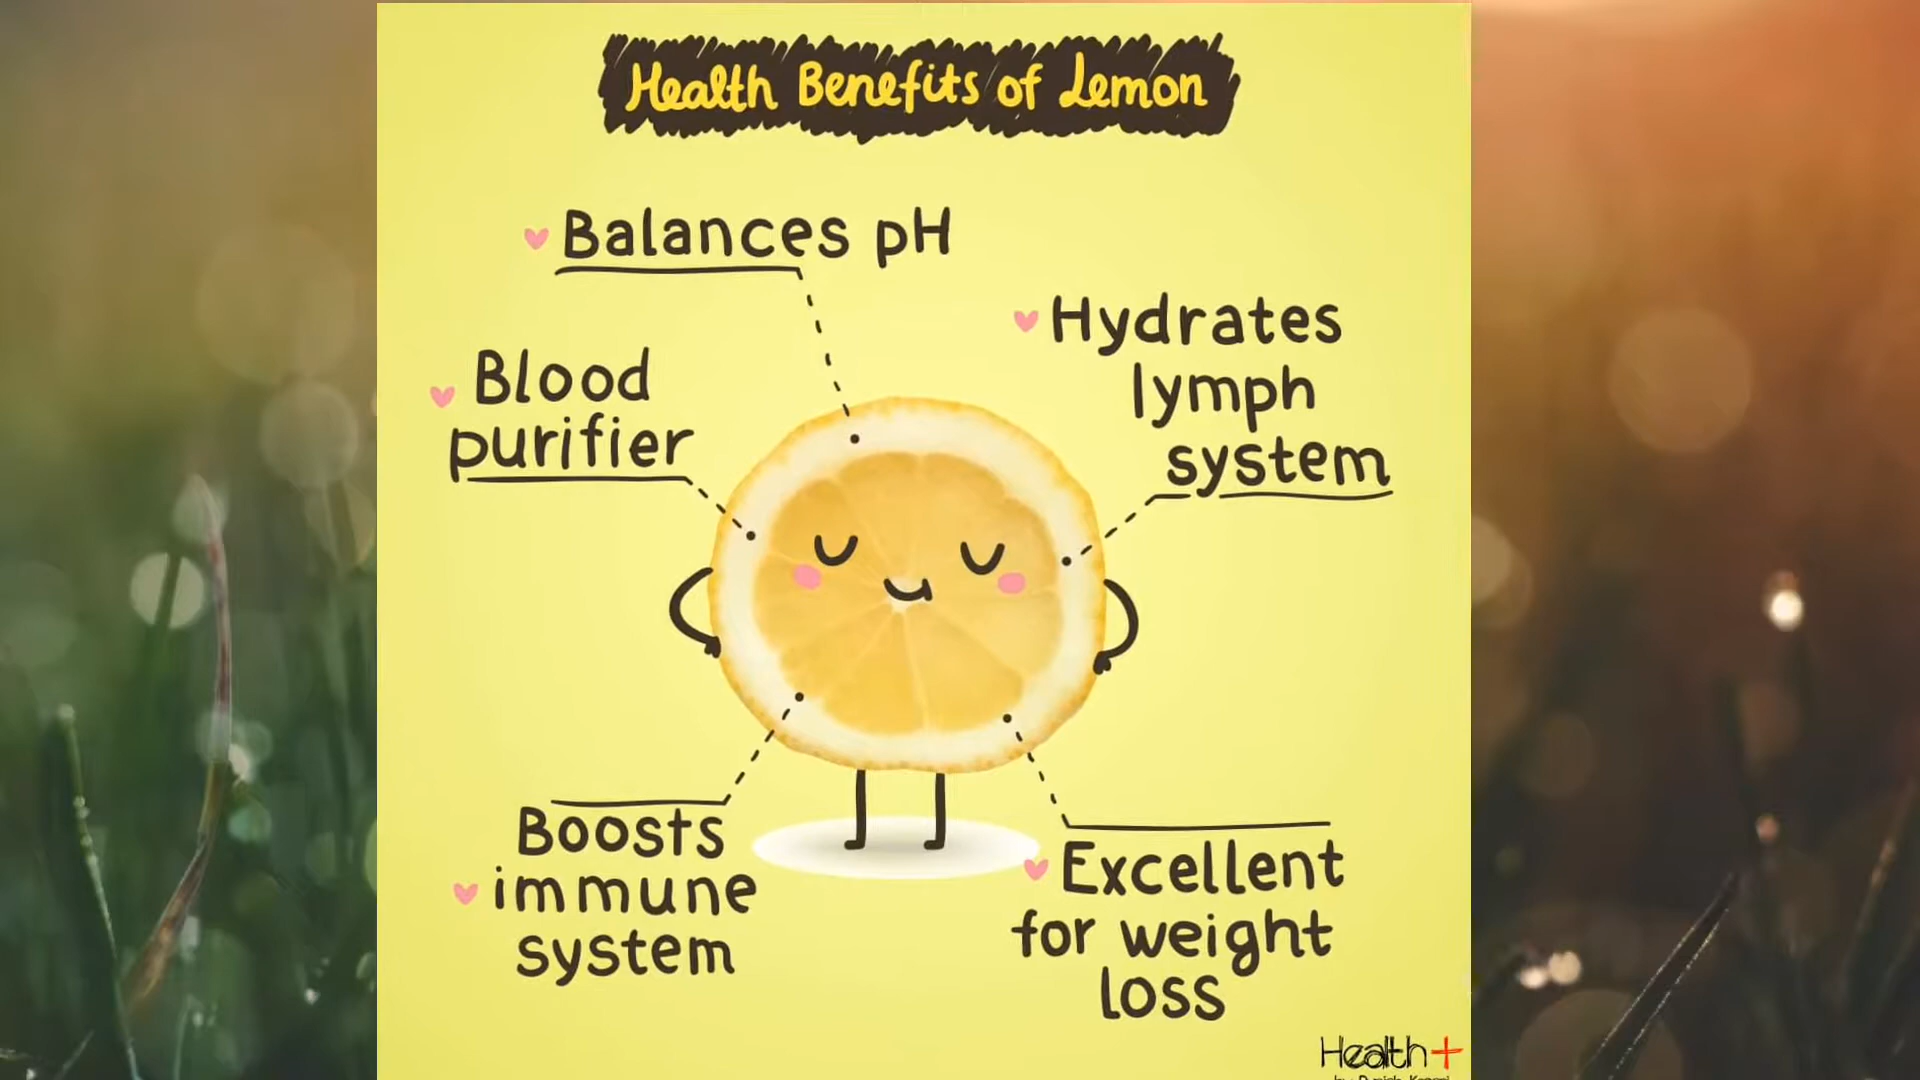 Health Benefits of Lemon
Balances pH
Hydrates
lymph
system
Blood
purifier
Boosts
immune
system
Excellent
for weight
loss
Health+